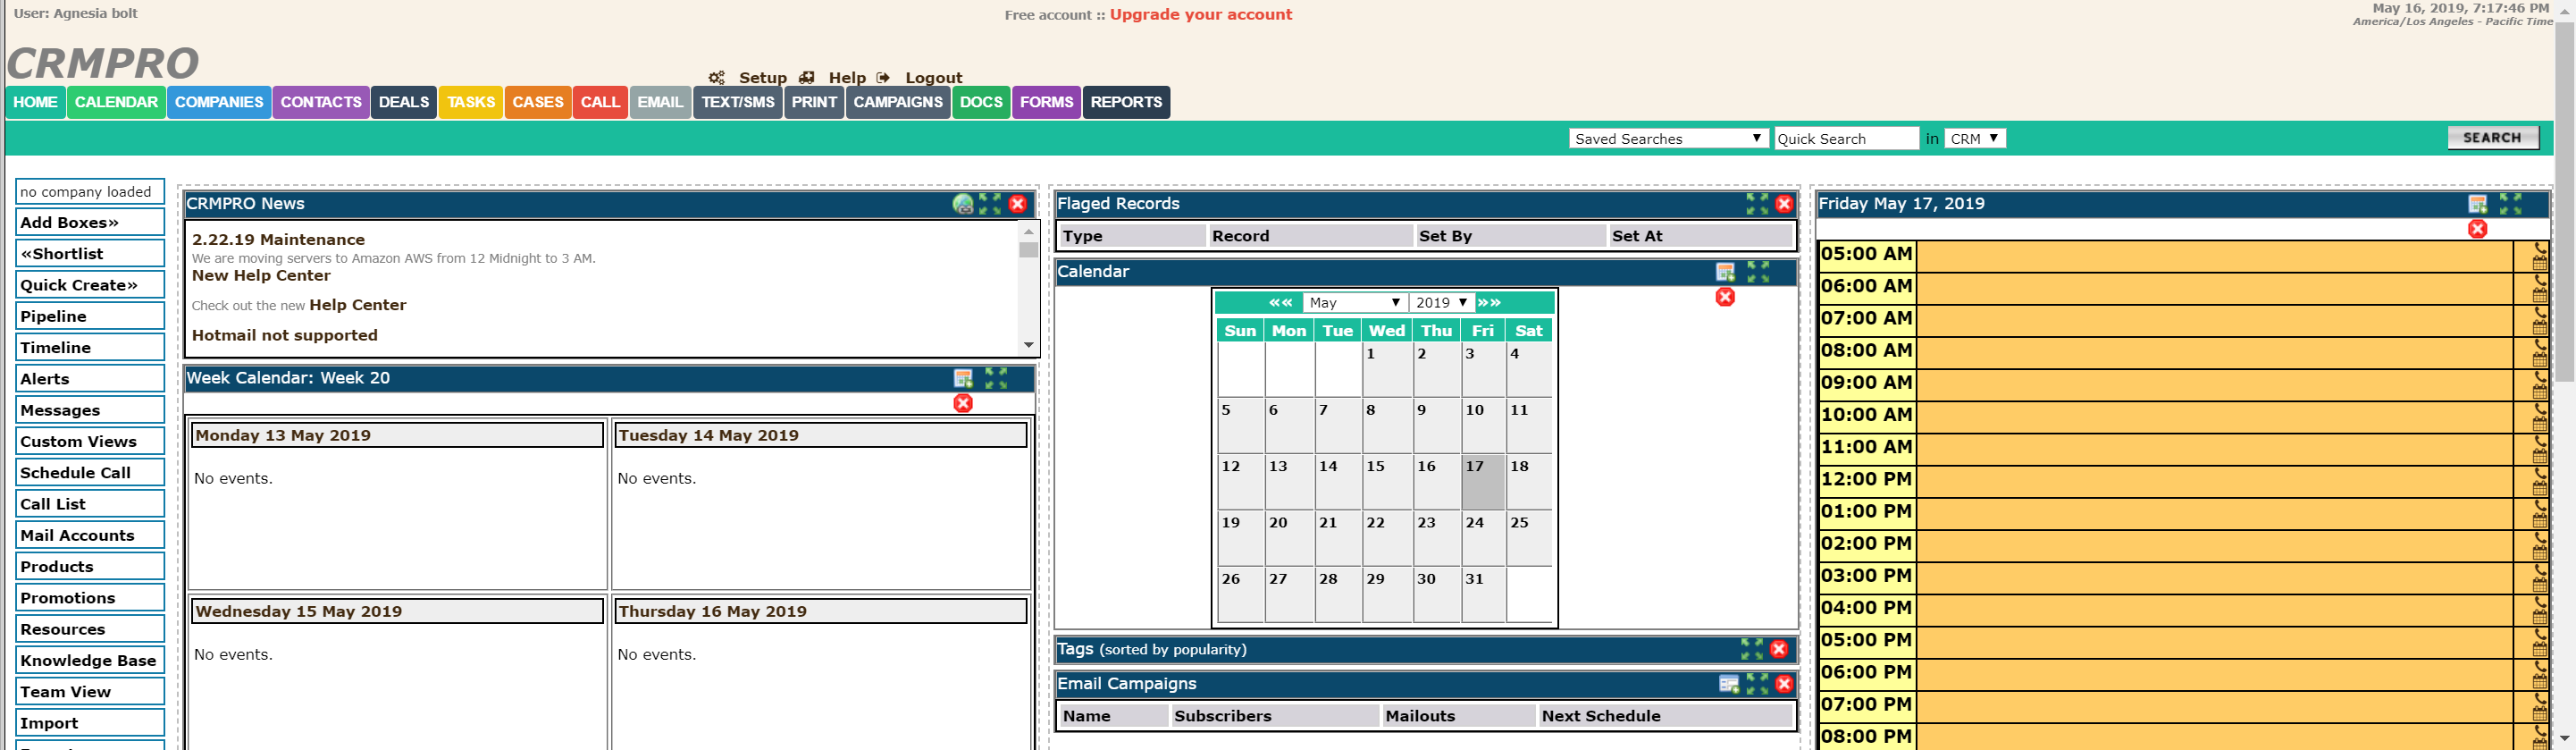 User: Agnesia bolt
Free account :: Upgrade your account
May 16, 2019, 7:17:46 PM
America/Los Angeles - Pacific Time
CRMPRO
Setup Help Logout
HOME CALENDAR COMPANIES CONTACTS DEALS TASKS CASES CALL EMAIL TEXT/SMS PRINT CAMPAIGNS DOCS FORMS REPORTS
Saved Searches Quick Search in CRM SEARCH
no company loaded
Add Boxes»
«Shortlist
Quick Create»
Pipeline
Timeline
Alerts
Messages
Custom Views
Schedule Call
Call List
Mail Accounts
Products
Promotions
Resources
Knowledge Base
Team View
Import
CRMPRO News
2.22.19 Maintenance
We are moving servers to Amazon AWS from 12 Midnight to 3 AM.
New Help Center
Check out the new Help Center
Hotmail not supported
Week Calendar: Week 20
Monday 13 May 2019
No events.
Tuesday 14 May 2019
No events.
Wednesday 15 May 2019
No events.
Thursday 16 May 2019
No events.
Flaged Records
Type Record Set By Set At
Calendar
«« May 2019 »»
Sun Mon Tue Wed Thu Fri Sat
1 2 3 4
5 6 7 8 9 10 11
12 13 14 15 16 17 18
19 20 21 22 23 24 25
26 27 28 29 30 31
Tags (sorted by popularity)
Email Campaigns
Name Subscribers Mailouts Next Schedule
Friday May 17, 2019
05:00 AM
06:00 AM
07:00 AM
08:00 AM
09:00 AM
10:00 AM
11:00 AM
12:00 PM
01:00 PM
02:00 PM
03:00 PM
04:00 PM
05:00 PM
06:00 PM
07:00 PM
08:00 PM